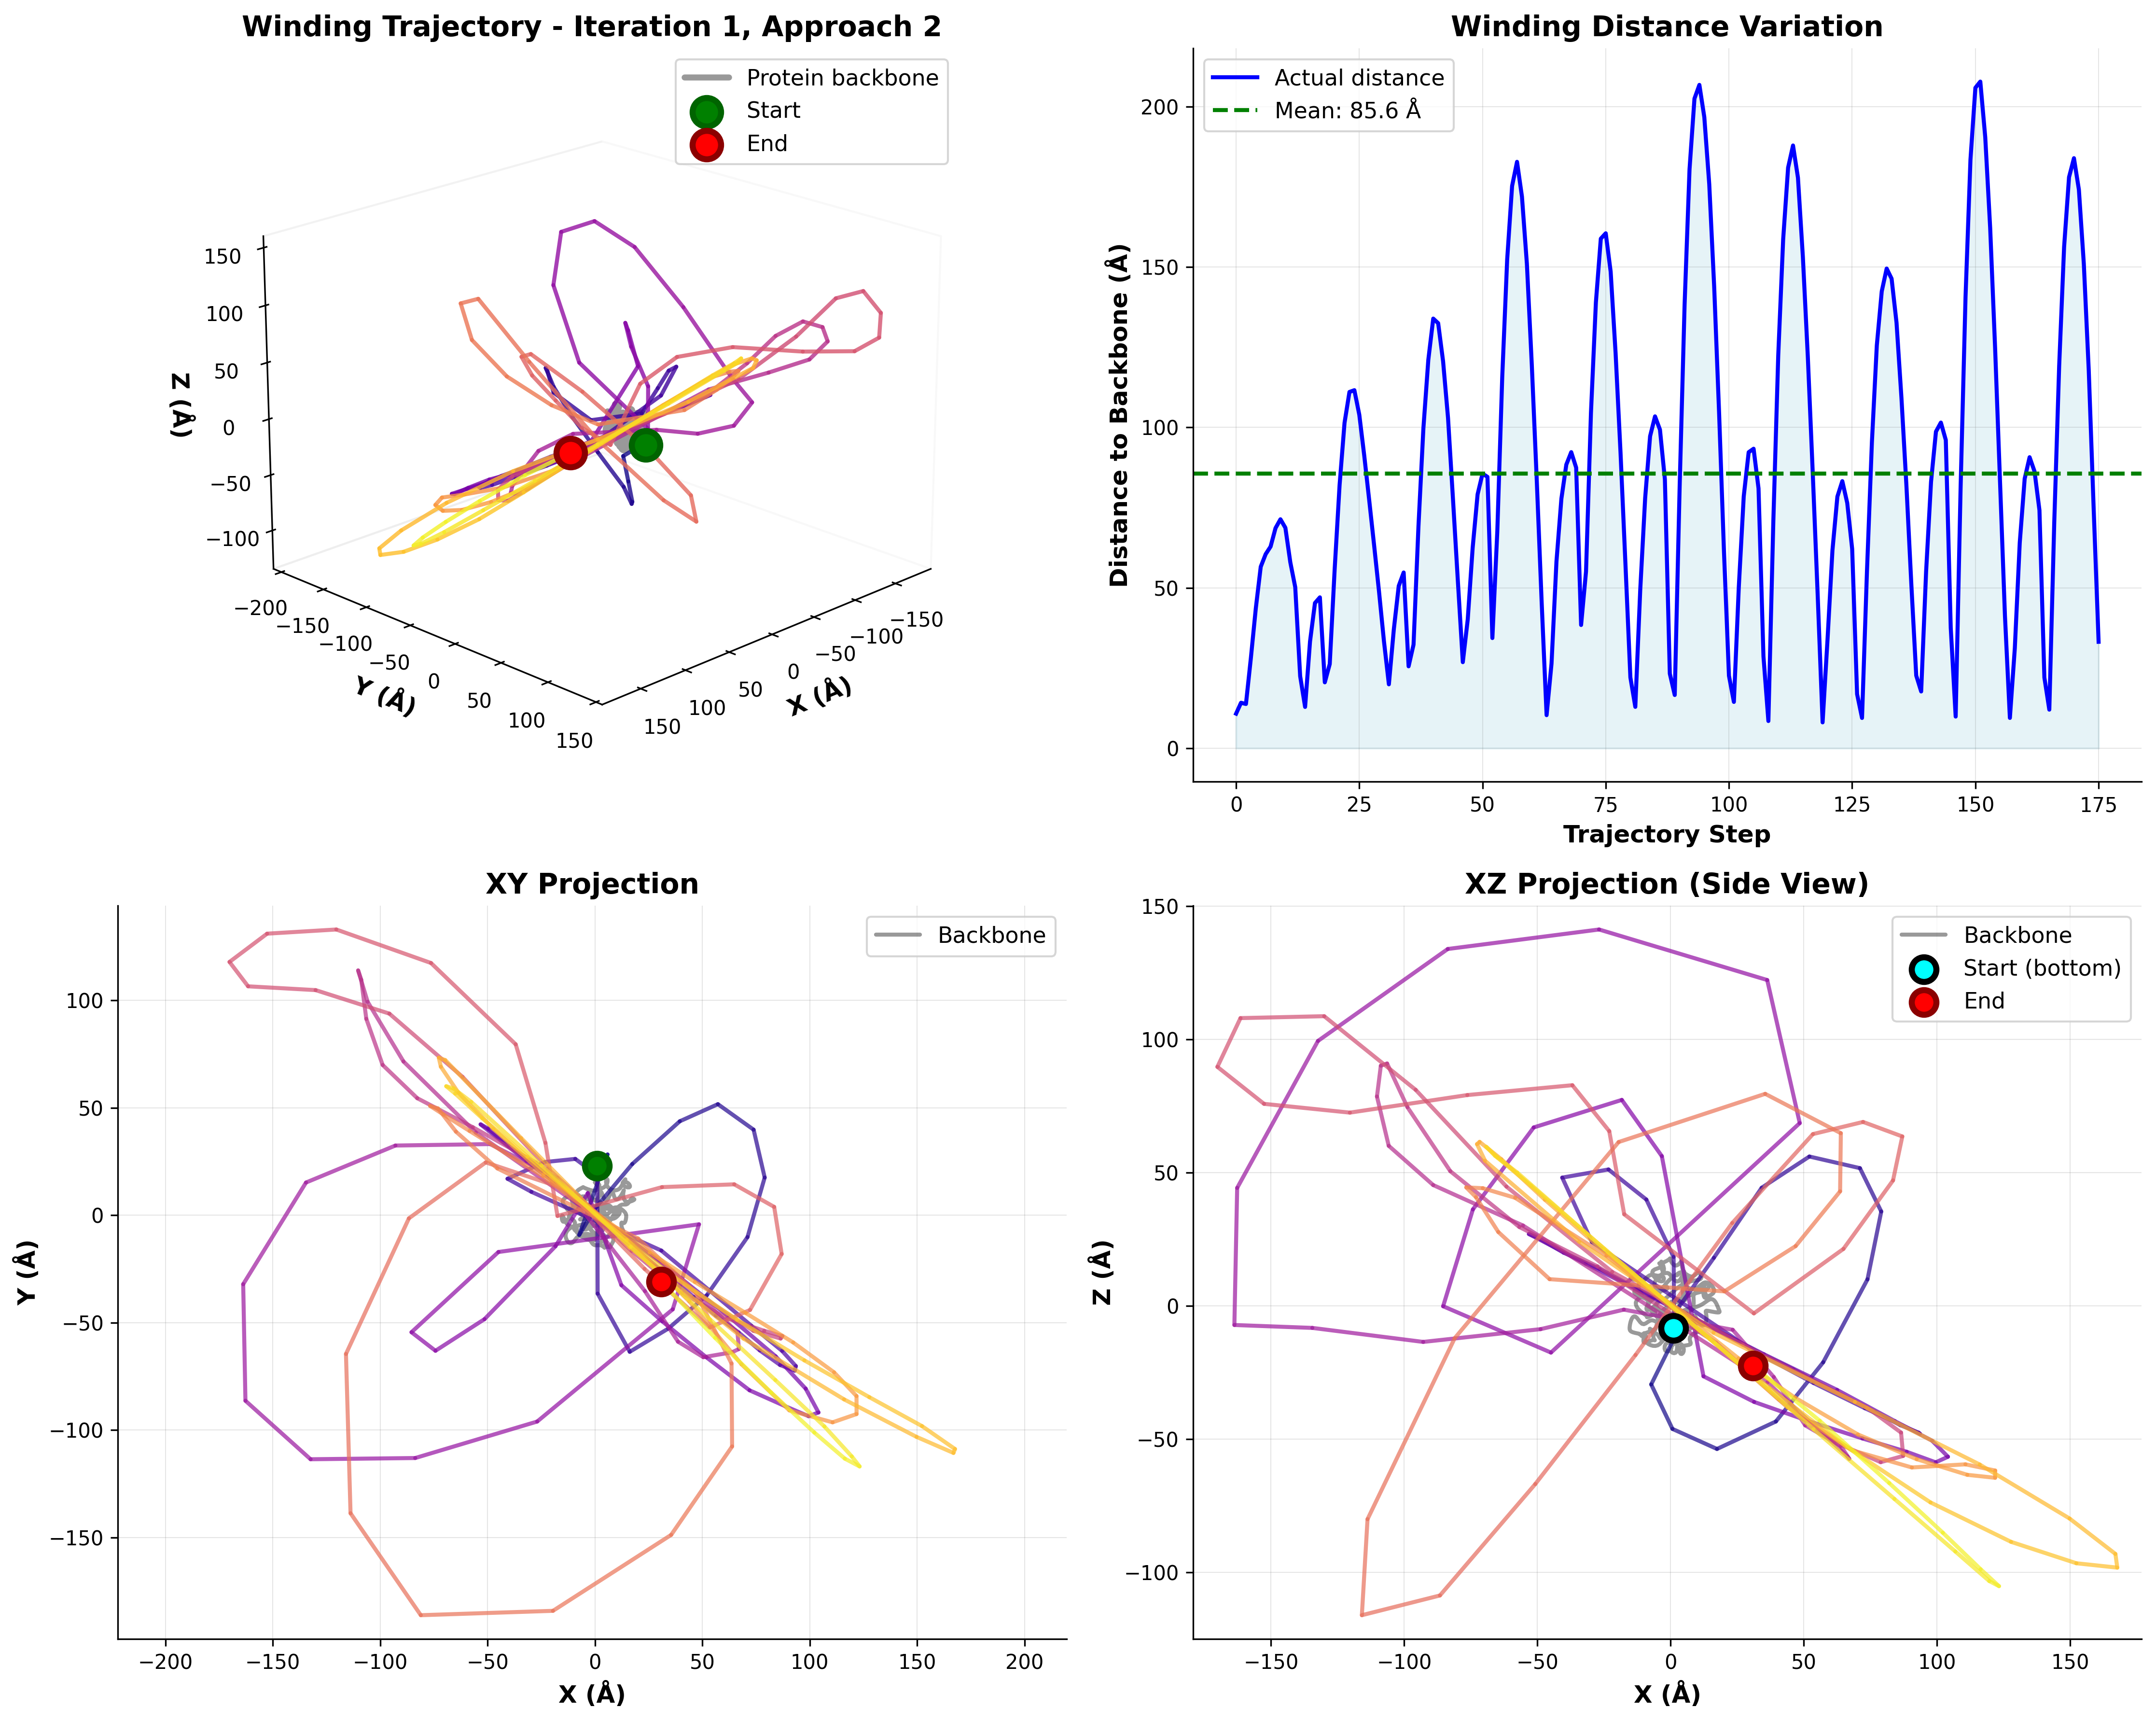 Winding Trajectory - Iteration 1, Approach 2
Protein backbone
Start
End
150
100
50
0
−50
−100
Z (Å)
−200
−150
−100
−50
0
50
100
150
Y (Å)
150
100
50
0
−50
−100
−150
X (Å)
Winding Distance Variation
Actual distance
Mean: 85.6 Å
200
150
100
50
0
Distance to Backbone (Å)
0 25 50 75 100 125 150 175
Trajectory Step
XY Projection
Backbone
100
50
0
−50
−100
−150
Y (Å)
−200 −150 −100 −50 0 50 100 150 200
X (Å)
XZ Projection (Side View)
Backbone
Start (bottom)
End
150
100
50
0
−50
−100
Z (Å)
−150 −100 −50 0 50 100 150
X (Å)